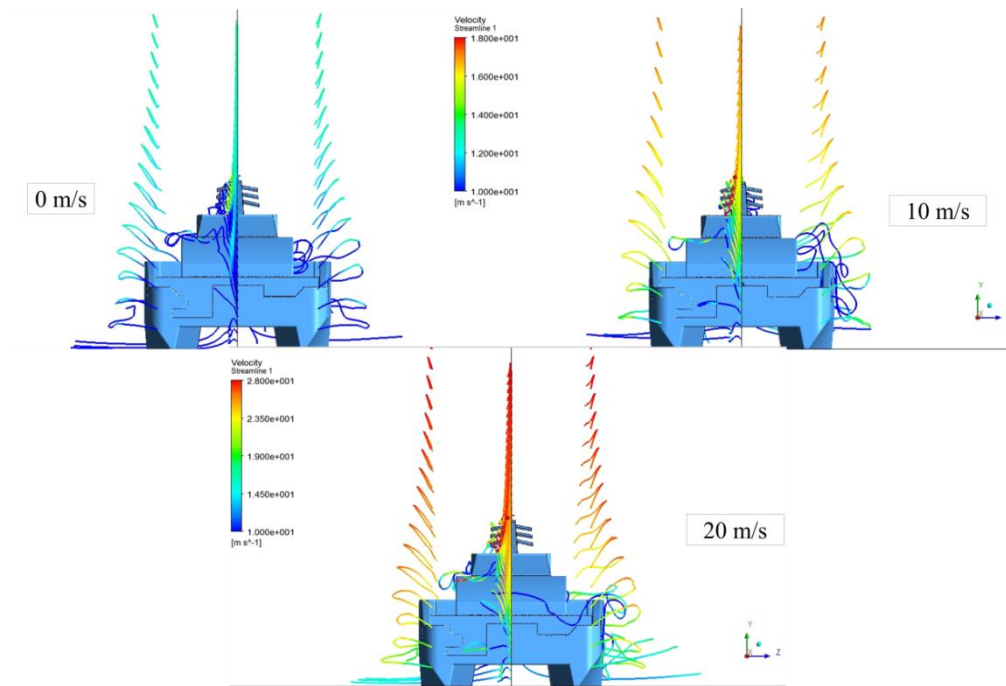 Velocity
Streamline 1
1.800e+001
1.600e+001
1.400e+001
1.200e+001
1.000e+001
[m s^-1]
0 m/s
10 m/s
Y
X
Velocity
Streamline 1
2.800e+001
2.350e+001
1.900e+001
1.450e+001
1.000e+001
[m s^-1]
20 m/s
Y
X
Z